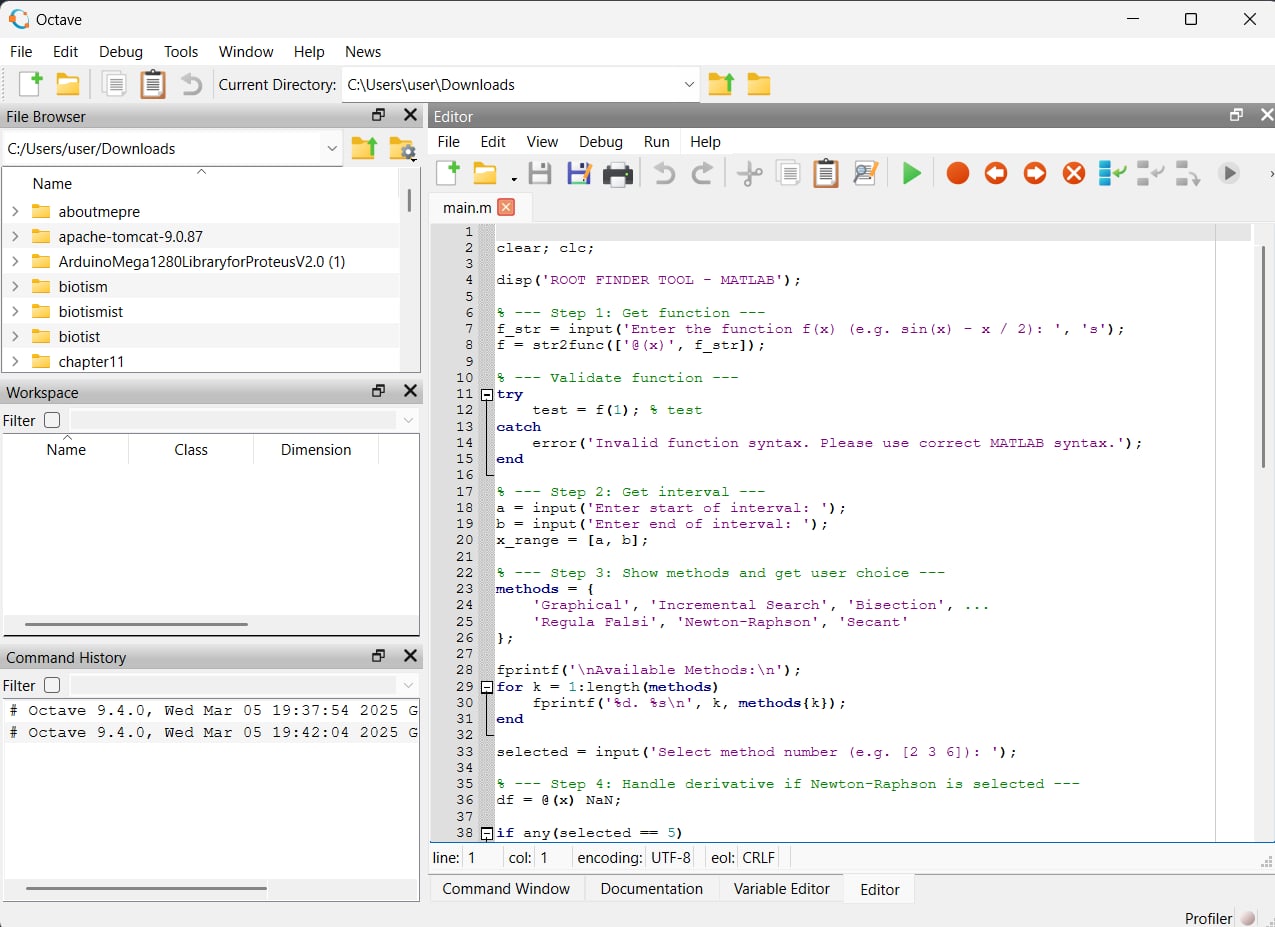 Octave
File Edit Debug Tools Window Help News
Current Directory: C:\Users\user\Downloads
File Browser
C:/Users/user/Downloads
Name
aboutmepre
apache-tomcat-9.0.87
ArduinoMega1280LibraryforProteusV2.0 (1)
biotism
biotismist
biotist
chapter11
Workspace
Filter
Name Class Dimension
Command History
Filter
# Octave 9.4.0, Wed Mar 05 19:37:54 2025 G
# Octave 9.4.0, Wed Mar 05 19:42:04 2025 G
Editor
File Edit View Debug Run Help
main.m
1
2 clear; clc;
3
4 disp('ROOT FINDER TOOL - MATLAB');
5
6 % --- Step 1: Get function ---
7 f_str = input('Enter the function f(x) (e.g. sin(x) - x / 2): ', 's');
8 f = str2func(['@(x)', f_str]);
9
10 % --- Validate function ---
11 try
12 test = f(1); % test
13 catch
14 error('Invalid function syntax. Please use correct MATLAB syntax.');
15 end
16
17 % --- Step 2: Get interval ---
18 a = input('Enter start of interval: ');
19 b = input('Enter end of interval: ');
20 x_range = [a, b];
21
22 % --- Step 3: Show methods and get user choice ---
23 methods = {
24 'Graphical', 'Incremental Search', 'Bisection', ...
25 'Regula Falsi', 'Newton-Raphson', 'Secant'
26 };
27
28 fprintf('\nAvailable Methods:\n');
29 for k = 1:length(methods)
30 fprintf('%d. %s\n', k, methods{k});
31 end
32
33 selected = input('Select method number (e.g. [2 3 6]): ');
34
35 % --- Step 4: Handle derivative if Newton-Raphson is selected ---
36 df = @(x) NaN;
37
38 if any(selected == 5)
line: 1 col: 1 encoding: UTF-8 eol: CRLF
Command Window Documentation Variable Editor Editor
Profiler